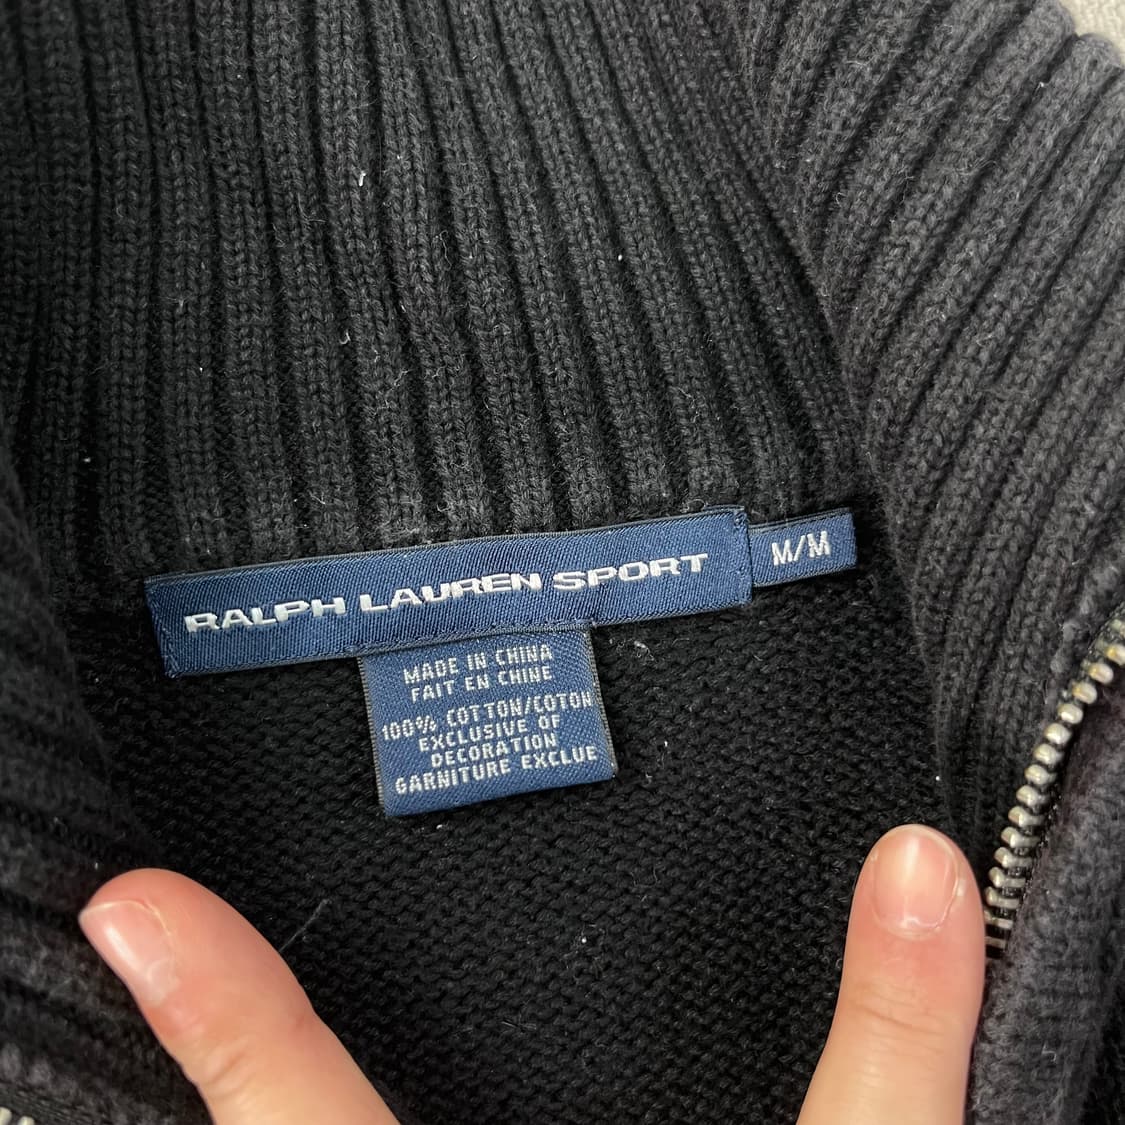 RALPH LAUREN SPORT
M/M
MADE IN CHINA
FAIT EN CHINE
100% COTTON/COTON
EXCLUSIVE OF
DECORATION
GARNITURE EXCLUE